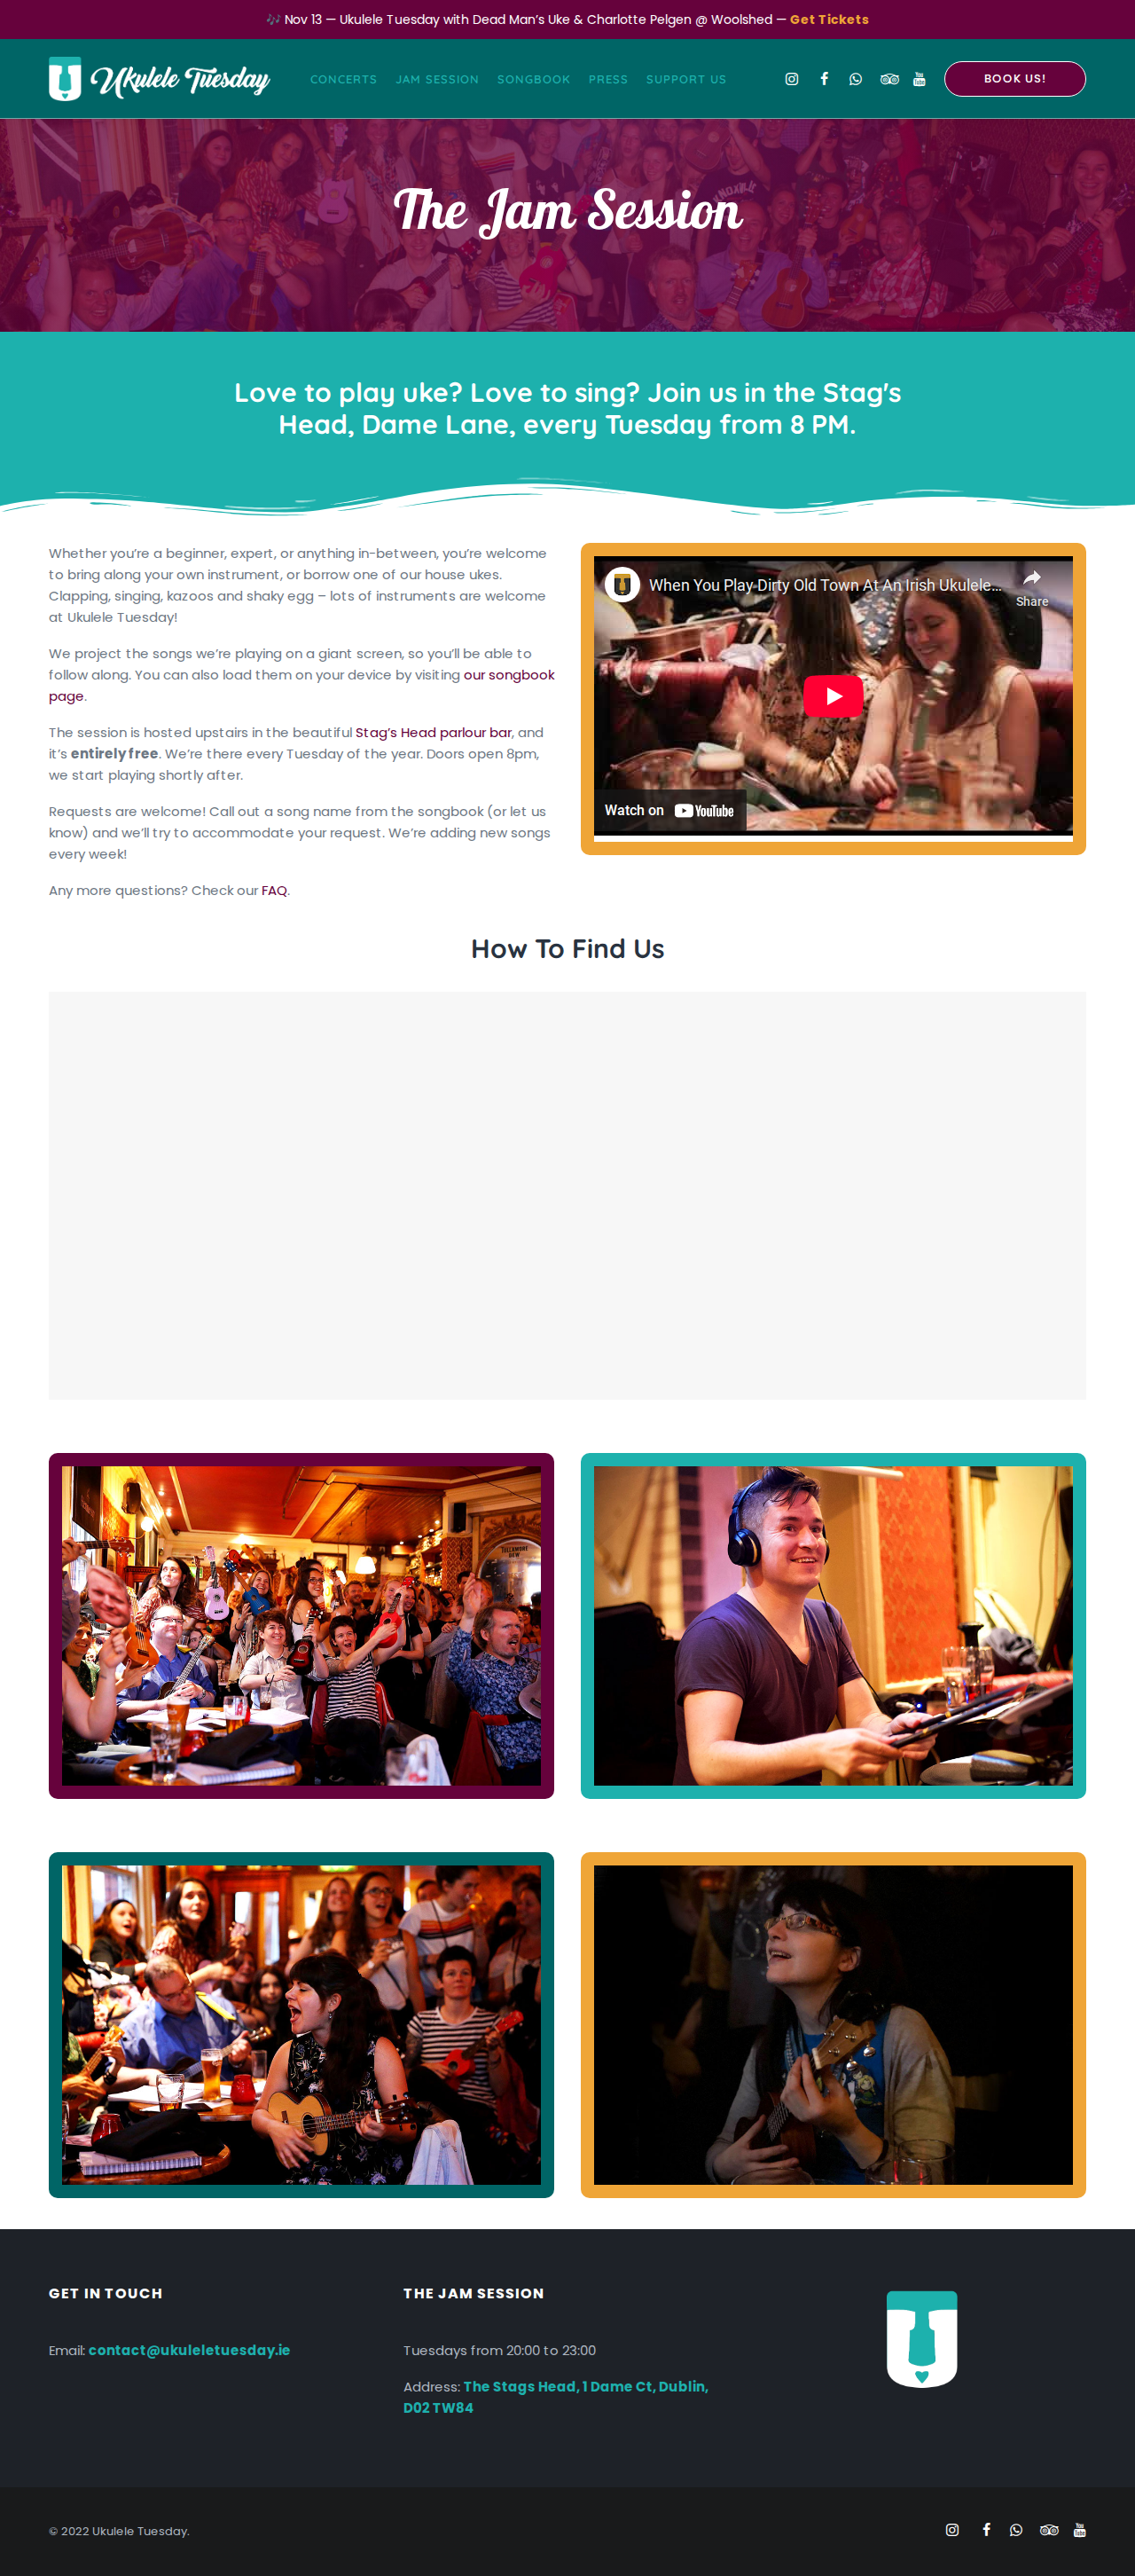 🎶 Nov 13 — Ukulele Tuesday with Dead Man’s Uke & Charlotte Pelgen @ Woolshed — Get Tickets
Ukulele Tuesday
CONCERTS JAM SESSION SONGBOOK PRESS SUPPORT US
BOOK US!
The Jam Session
Love to play uke? Love to sing? Join us in the Stag's
Head, Dame Lane, every Tuesday from 8 PM.
Whether you’re a beginner, expert, or anything in-between, you’re welcome
to bring along your own instrument, or borrow one of our house ukes.
Clapping, singing, kazoos and shaky egg – lots of instruments are welcome
at Ukulele Tuesday!
We project the songs we’re playing on a giant screen, so you’ll be able to
follow along. You can also load them on your device by visiting our songbook
page.
The session is hosted upstairs in the beautiful Stag’s Head parlour bar, and
it’s entirely free. We’re there every Tuesday of the year. Doors open 8pm,
we start playing shortly after.
Requests are welcome! Call out a song name from the songbook (or let us
know) and we’ll try to accommodate your request. We’re adding new songs
every week!
Any more questions? Check our FAQ.
When You Play Dirty Old Town At An Irish Ukulele...
Share
Watch on YouTube
How To Find Us
TULLAMORE
DEW
GET IN TOUCH
Email: contact@ukuleletuesday.ie
THE JAM SESSION
Tuesdays from 20:00 to 23:00
Address: The Stags Head, 1 Dame Ct, Dublin,
D02 TW84
© 2022 Ukulele Tuesday.